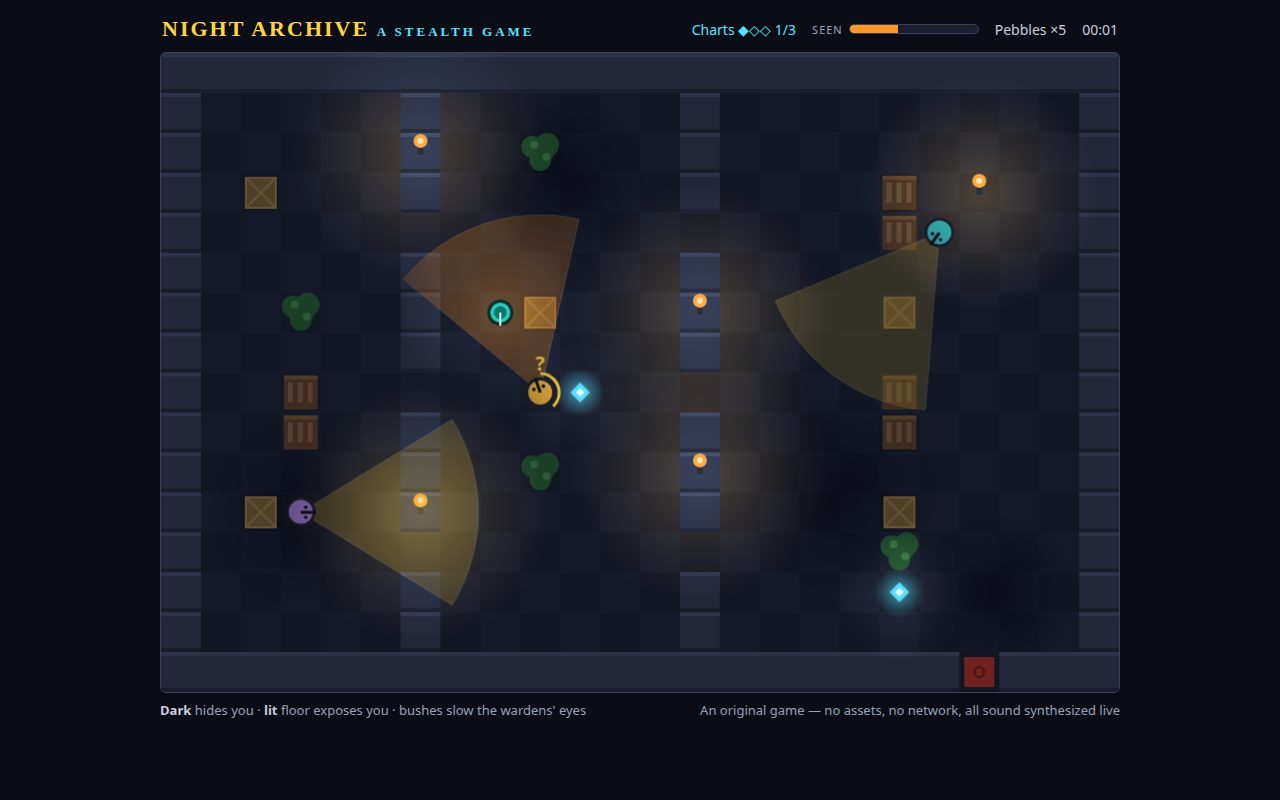 NIGHT ARCHIVE A STEALTH GAME
Charts ◆◇◇ 1/3 SEEN Pebbles ×5 00:01
?
Dark hides you · lit floor exposes you · bushes slow the wardens' eyes
An original game — no assets, no network, all sound synthesized live